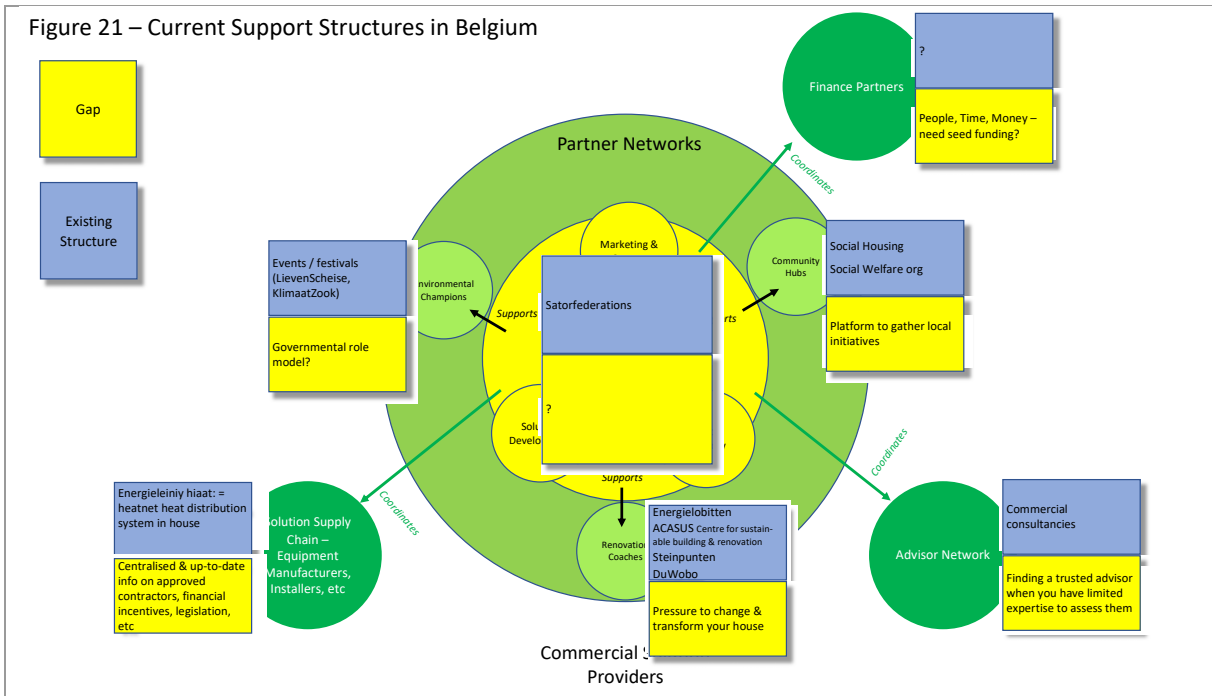 Figure 21 – Current Support Structures in Belgium
Gap
Existing
Structure
Partner Networks
Finance Partners
?
People, Time, Money –
need seed funding?
Coordinates
Marketing &
Environmental
Champions
Events / festivals
(LievenScheise,
KlimaatZook)
Governmental role
model?
Supports
Satorfederations
?
Community
Hubs
Social Housing
Social Welfare org
Platform to gather local
initiatives
Coordinates
Energieleiniy hiaat: =
heatnet heat distribution
system in house
Centralised & up-to-date
info on approved
contractors, financial
incentives, legislation,
etc
Solution Supply
Chain –
Equipment
Manufacturers,
Installers, etc
Coordinates
Supports
Renovation
Coaches
Energielobitten
ACASUS Centre for sustain-
able building & renovation
Steinpunten
DuWobo
Pressure to change &
transform your house
Advisor Network
Commercial
consultancies
Finding a trusted advisor
when you have limited
expertise to assess them
Commercial
Providers